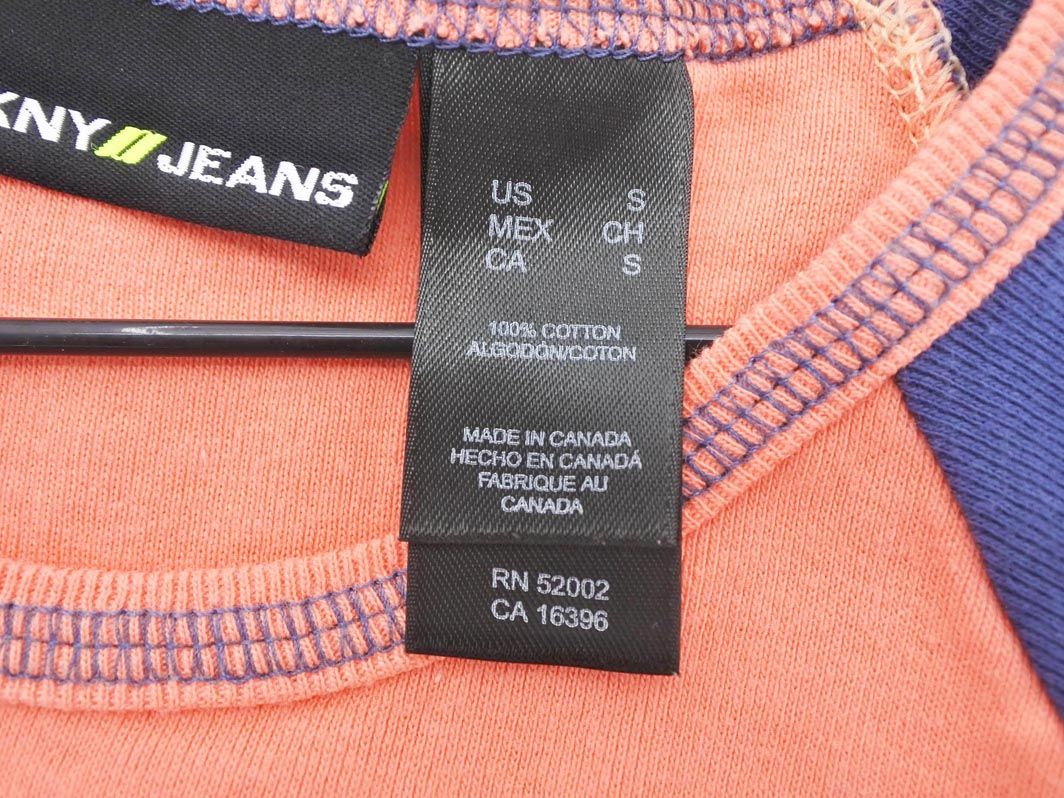 KNY JEANS
US S
MEX CH
CA S
100% COTTON
ALGODÓN/COTON
MADE IN CANADA
HECHO EN CANADÁ
FABRIQUE AU
CANADA
RN 52002
CA 16396